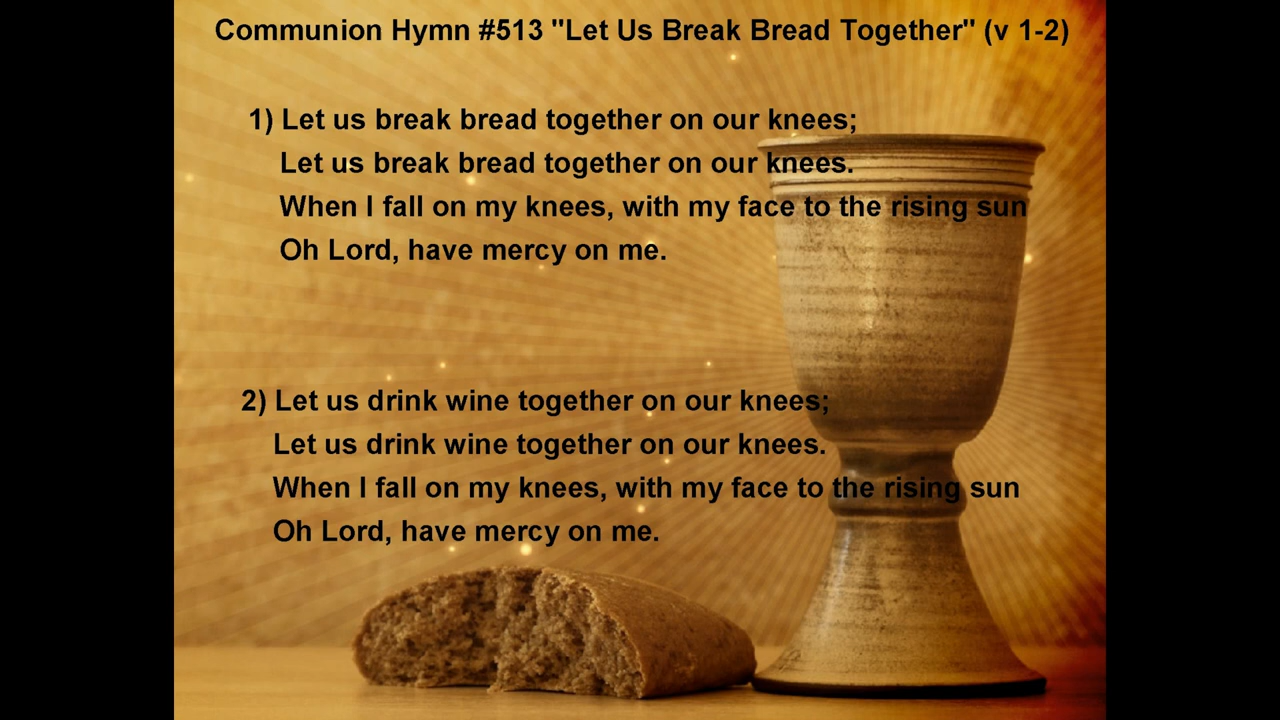 Communion Hymn #513 "Let Us Break Bread Together" (v 1-2)
1) Let us break bread together on our knees;
Let us break bread together on our knees.
When I fall on my knees, with my face to the rising sun
Oh Lord, have mercy on me.
2) Let us drink wine together on our knees;
Let us drink wine together on our knees.
When I fall on my knees, with my face to the rising sun
Oh Lord, have mercy on me.